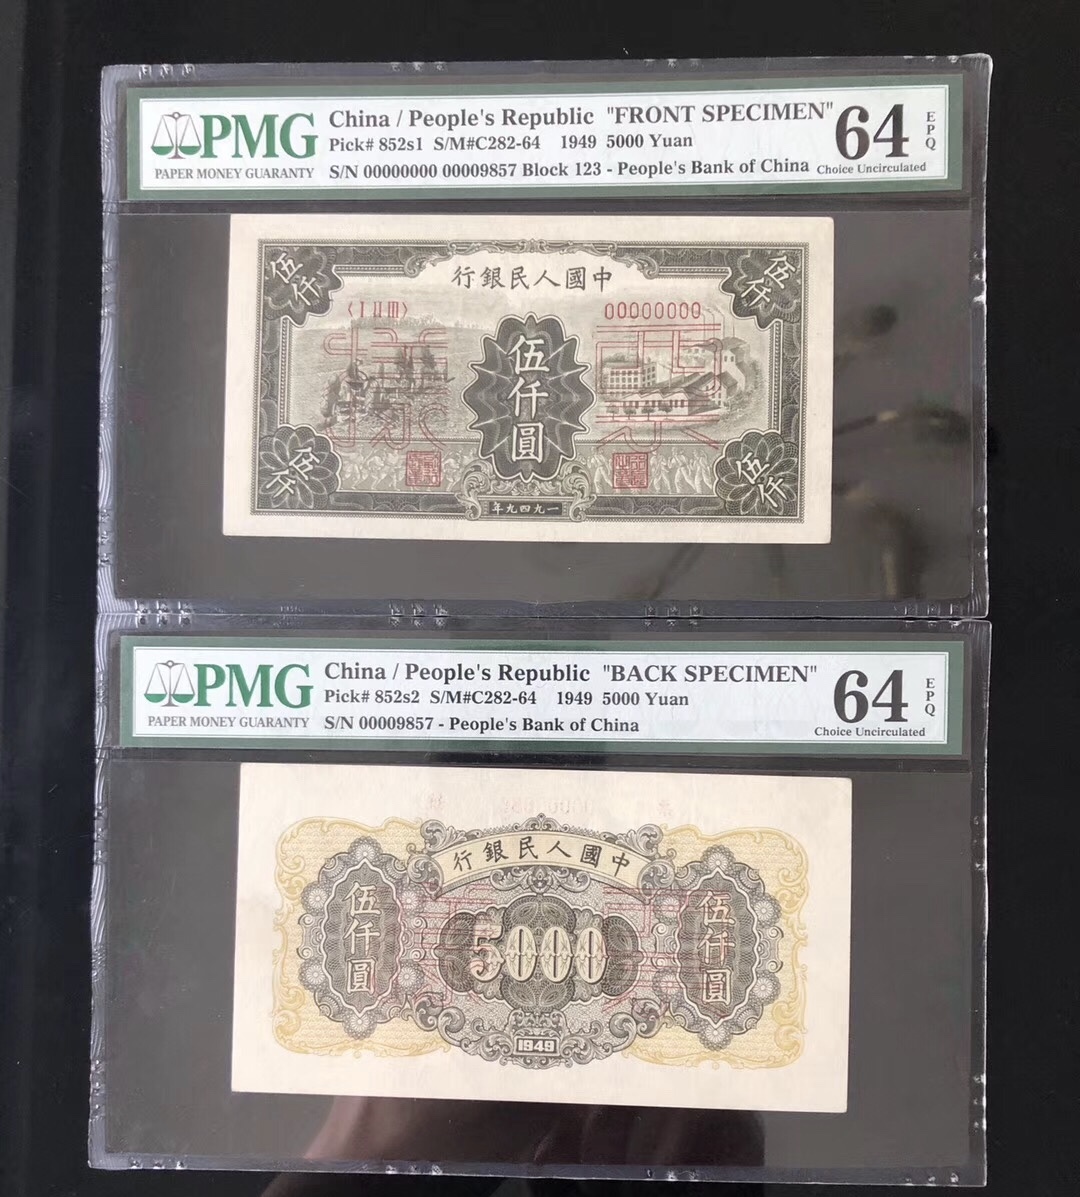 PMG
PAPER MONEY GUARANTY
China / People's Republic "FRONT SPECIMEN"
Pick# 852s1 S/M#C282-64 1949 5000 Yuan
S/N 00000000 00009857 Block 123 - People's Bank of China
64
EPQ
Choice Uncirculated
伍仟
行銀民人國中
伍仟
〈ⅠⅡⅢ〉
00000000
伍仟圓
伍仟
年九四九一
伍仟
PMG
PAPER MONEY GUARANTY
China / People's Republic "BACK SPECIMEN"
Pick# 852s2 S/M#C282-64 1949 5000 Yuan
S/N 00009857 - People's Bank of China
64
EPQ
Choice Uncirculated
行銀民人國中
伍仟圓
5000
伍仟圓
1949